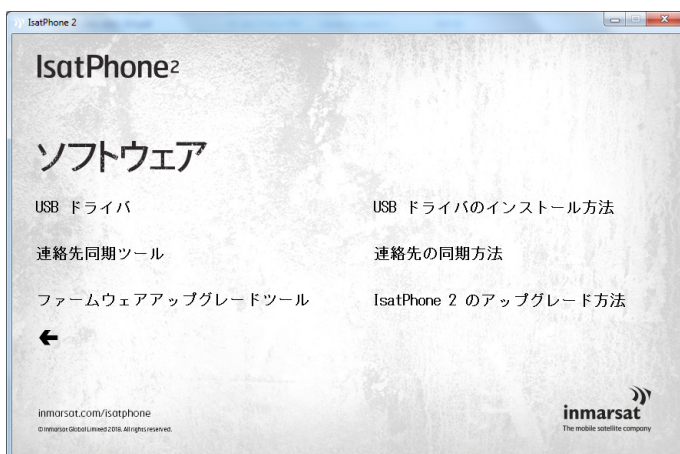 IsatPhone 2
IsatPhone2
ソフトウェア
USB ドライバ
USB ドライバのインストール方法
連絡先同期ツール
連絡先の同期方法
ファームウェアアップグレードツール
IsatPhone 2 のアップグレード方法
inmarsat.com/isatphone
© Inmarsat Global Limited 2018. All rights reserved.
inmarsat
The mobile satellite company